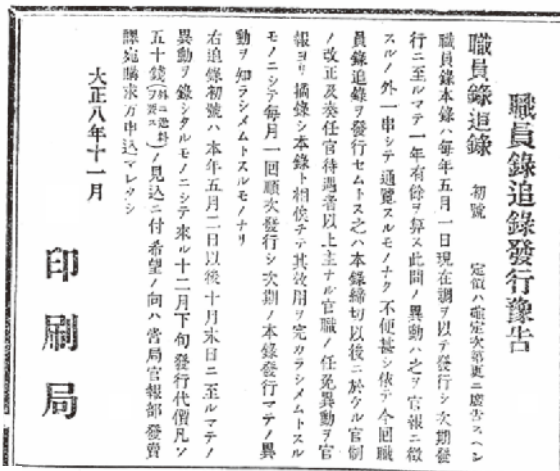 職員錄追錄發行豫告
職員錄追錄 初號 定價ハ確定次第更ニ廣吿スヘシ
職員錄本錄ハ每年五月一日現在調ヲ以テ發行シ次期發
行ニ至ルマテ一年有餘ヲ算ス此間ノ異動ハ之ヲ官報ニ徵
スルノ外一串シテ通覽スルモノナク不便甚シ依テ今回職
員錄追錄ヲ發行セムトス之ハ本錄締切以後ニ於ケル官制
ノ改正及奏任官待遇者以上主ナル官職ノ任免異動ヲ官
報ヨリ摘錄シ本錄ト相俟チテ其效用ヲ完カラシメムトスル
モノニシテ每月一回順次發行シ次期ノ本錄發行マテノ異
動ヲ知ラシメムトスルモノナリ
右追錄初號ハ本年五月二日以後十月末日ニ至ルマテノ
異動ヲ錄シタルモノニシテ來ル十二月下旬發行代價凡ソ
五十錢(外ニ送料ヲ要ス)ノ見込ニ付希望ノ向ハ當局官報部發賣
課宛購求方申込マレタシ
大正八年十一月
印刷局